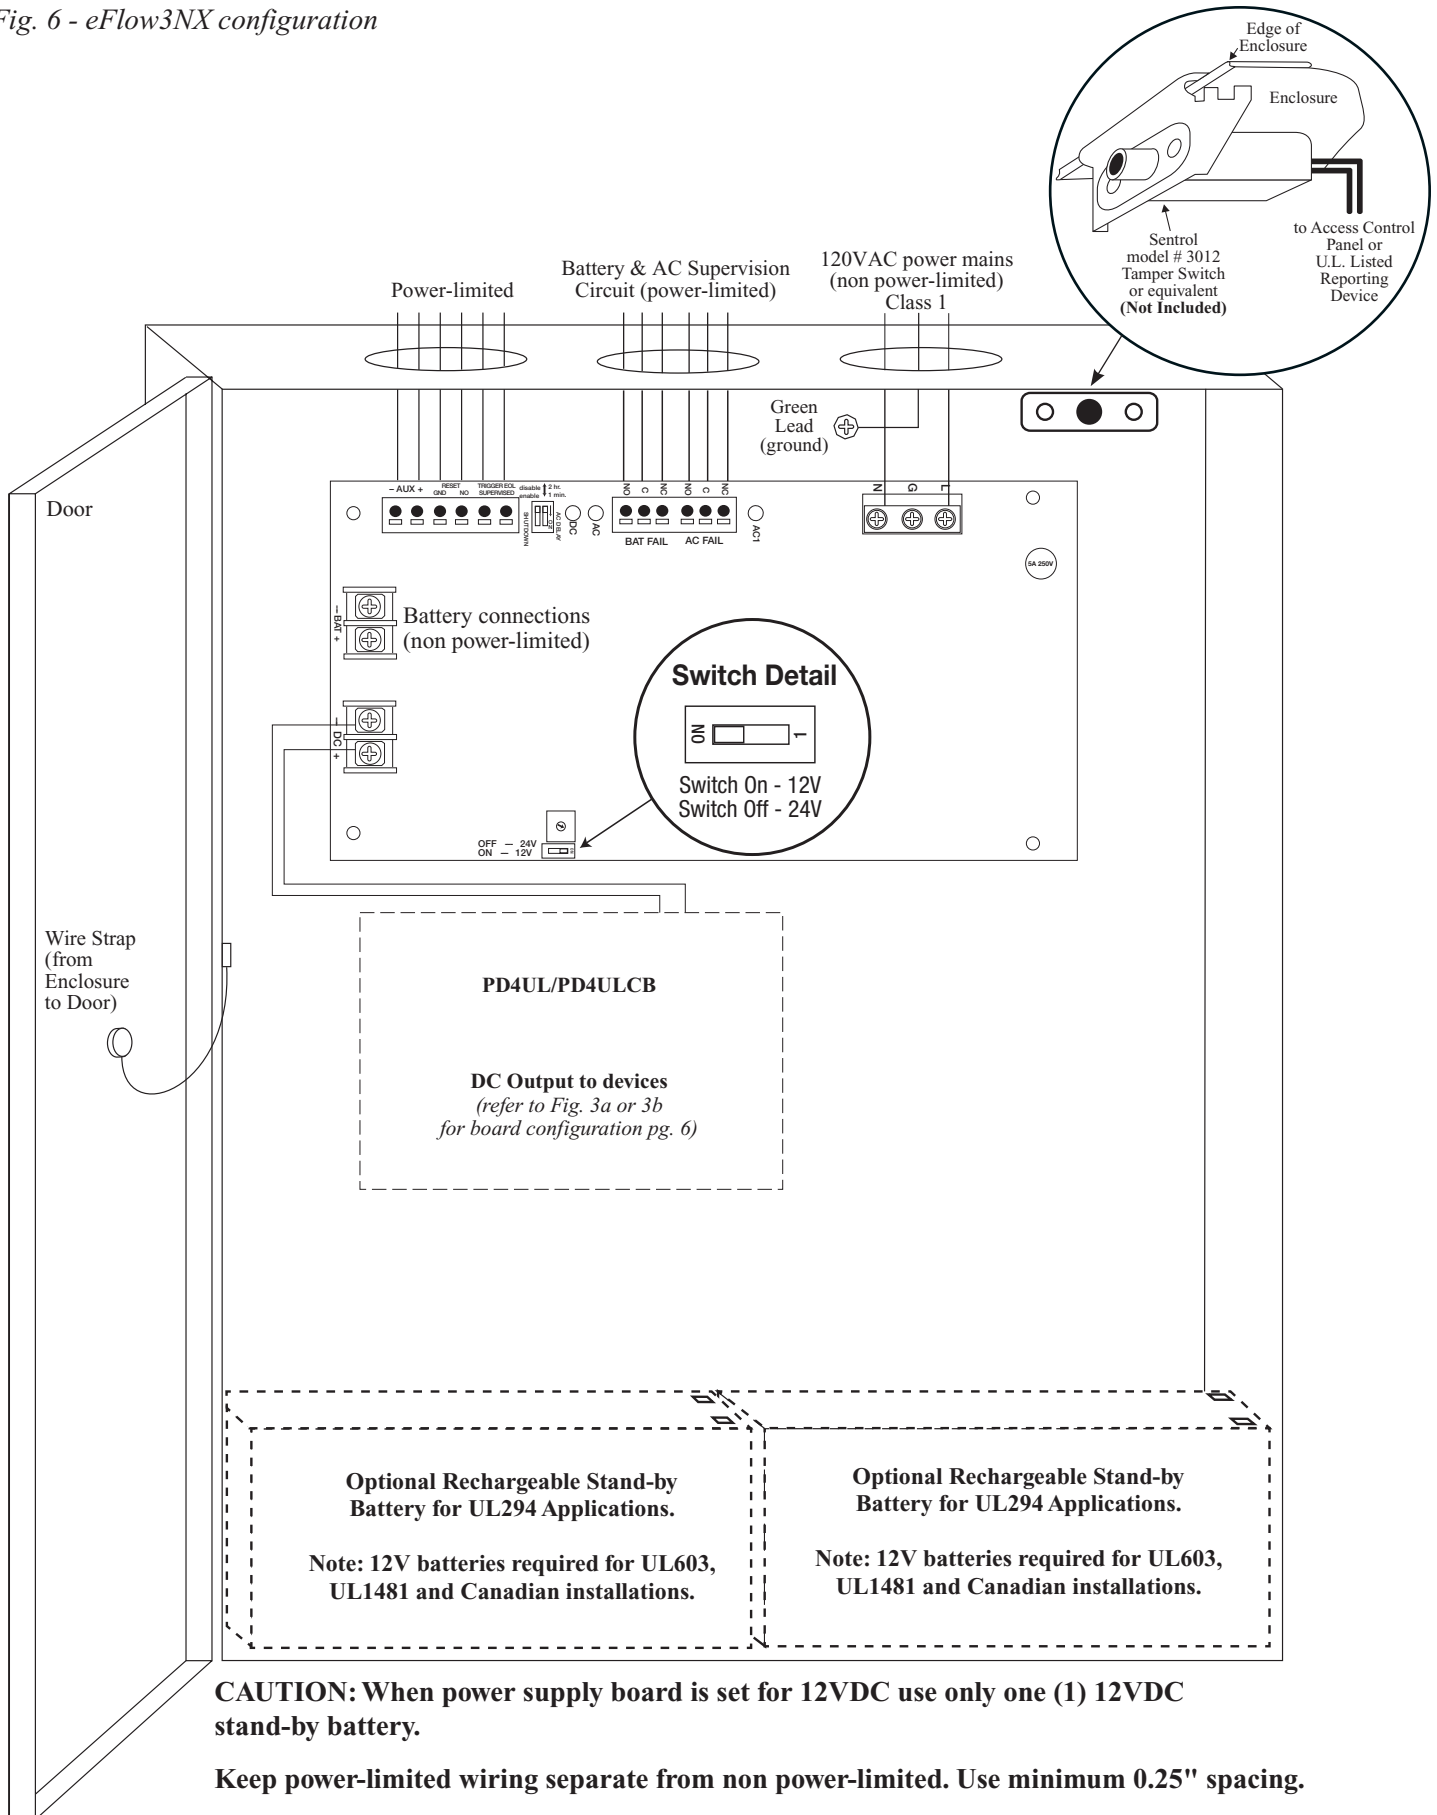 Fig. 6 - eFlow3NX configuration
Edge of
Enclosure
Enclosure
Sentrol
model # 3012
Tamper Switch
or equivalent
(Not Included)
to Access Control
Panel or
U.L. Listed
Reporting
Device
Power-limited
Battery & AC Supervision
Circuit (power-limited)
120VAC power mains
(non power-limited)
Class 1
Green
Lead
(ground)
Door
– AUX +
RESET
GND NO
TRIGGER EOL
SUPERVISED
disable 2 hr.
enable 1 min.
SHUTDOWN
ON
AC DELAY
DC
AC
NO C NC NO C NC
BAT FAIL AC FAIL
AC1
N G L
5A 250V
– BAT +
Battery connections
(non power-limited)
– DC +
Switch Detail
ON 1
Switch On - 12V
Switch Off - 24V
OFF — 24V
ON — 12V
Wire Strap
(from
Enclosure
to Door)
PD4UL/PD4ULCB
DC Output to devices
(refer to Fig. 3a or 3b
for board configuration pg. 6)
Optional Rechargeable Stand-by
Battery for UL294 Applications.
Note: 12V batteries required for UL603,
UL1481 and Canadian installations.
Optional Rechargeable Stand-by
Battery for UL294 Applications.
Note: 12V batteries required for UL603,
UL1481 and Canadian installations.
CAUTION: When power supply board is set for 12VDC use only one (1) 12VDC
stand-by battery.
Keep power-limited wiring separate from non power-limited. Use minimum 0.25" spacing.